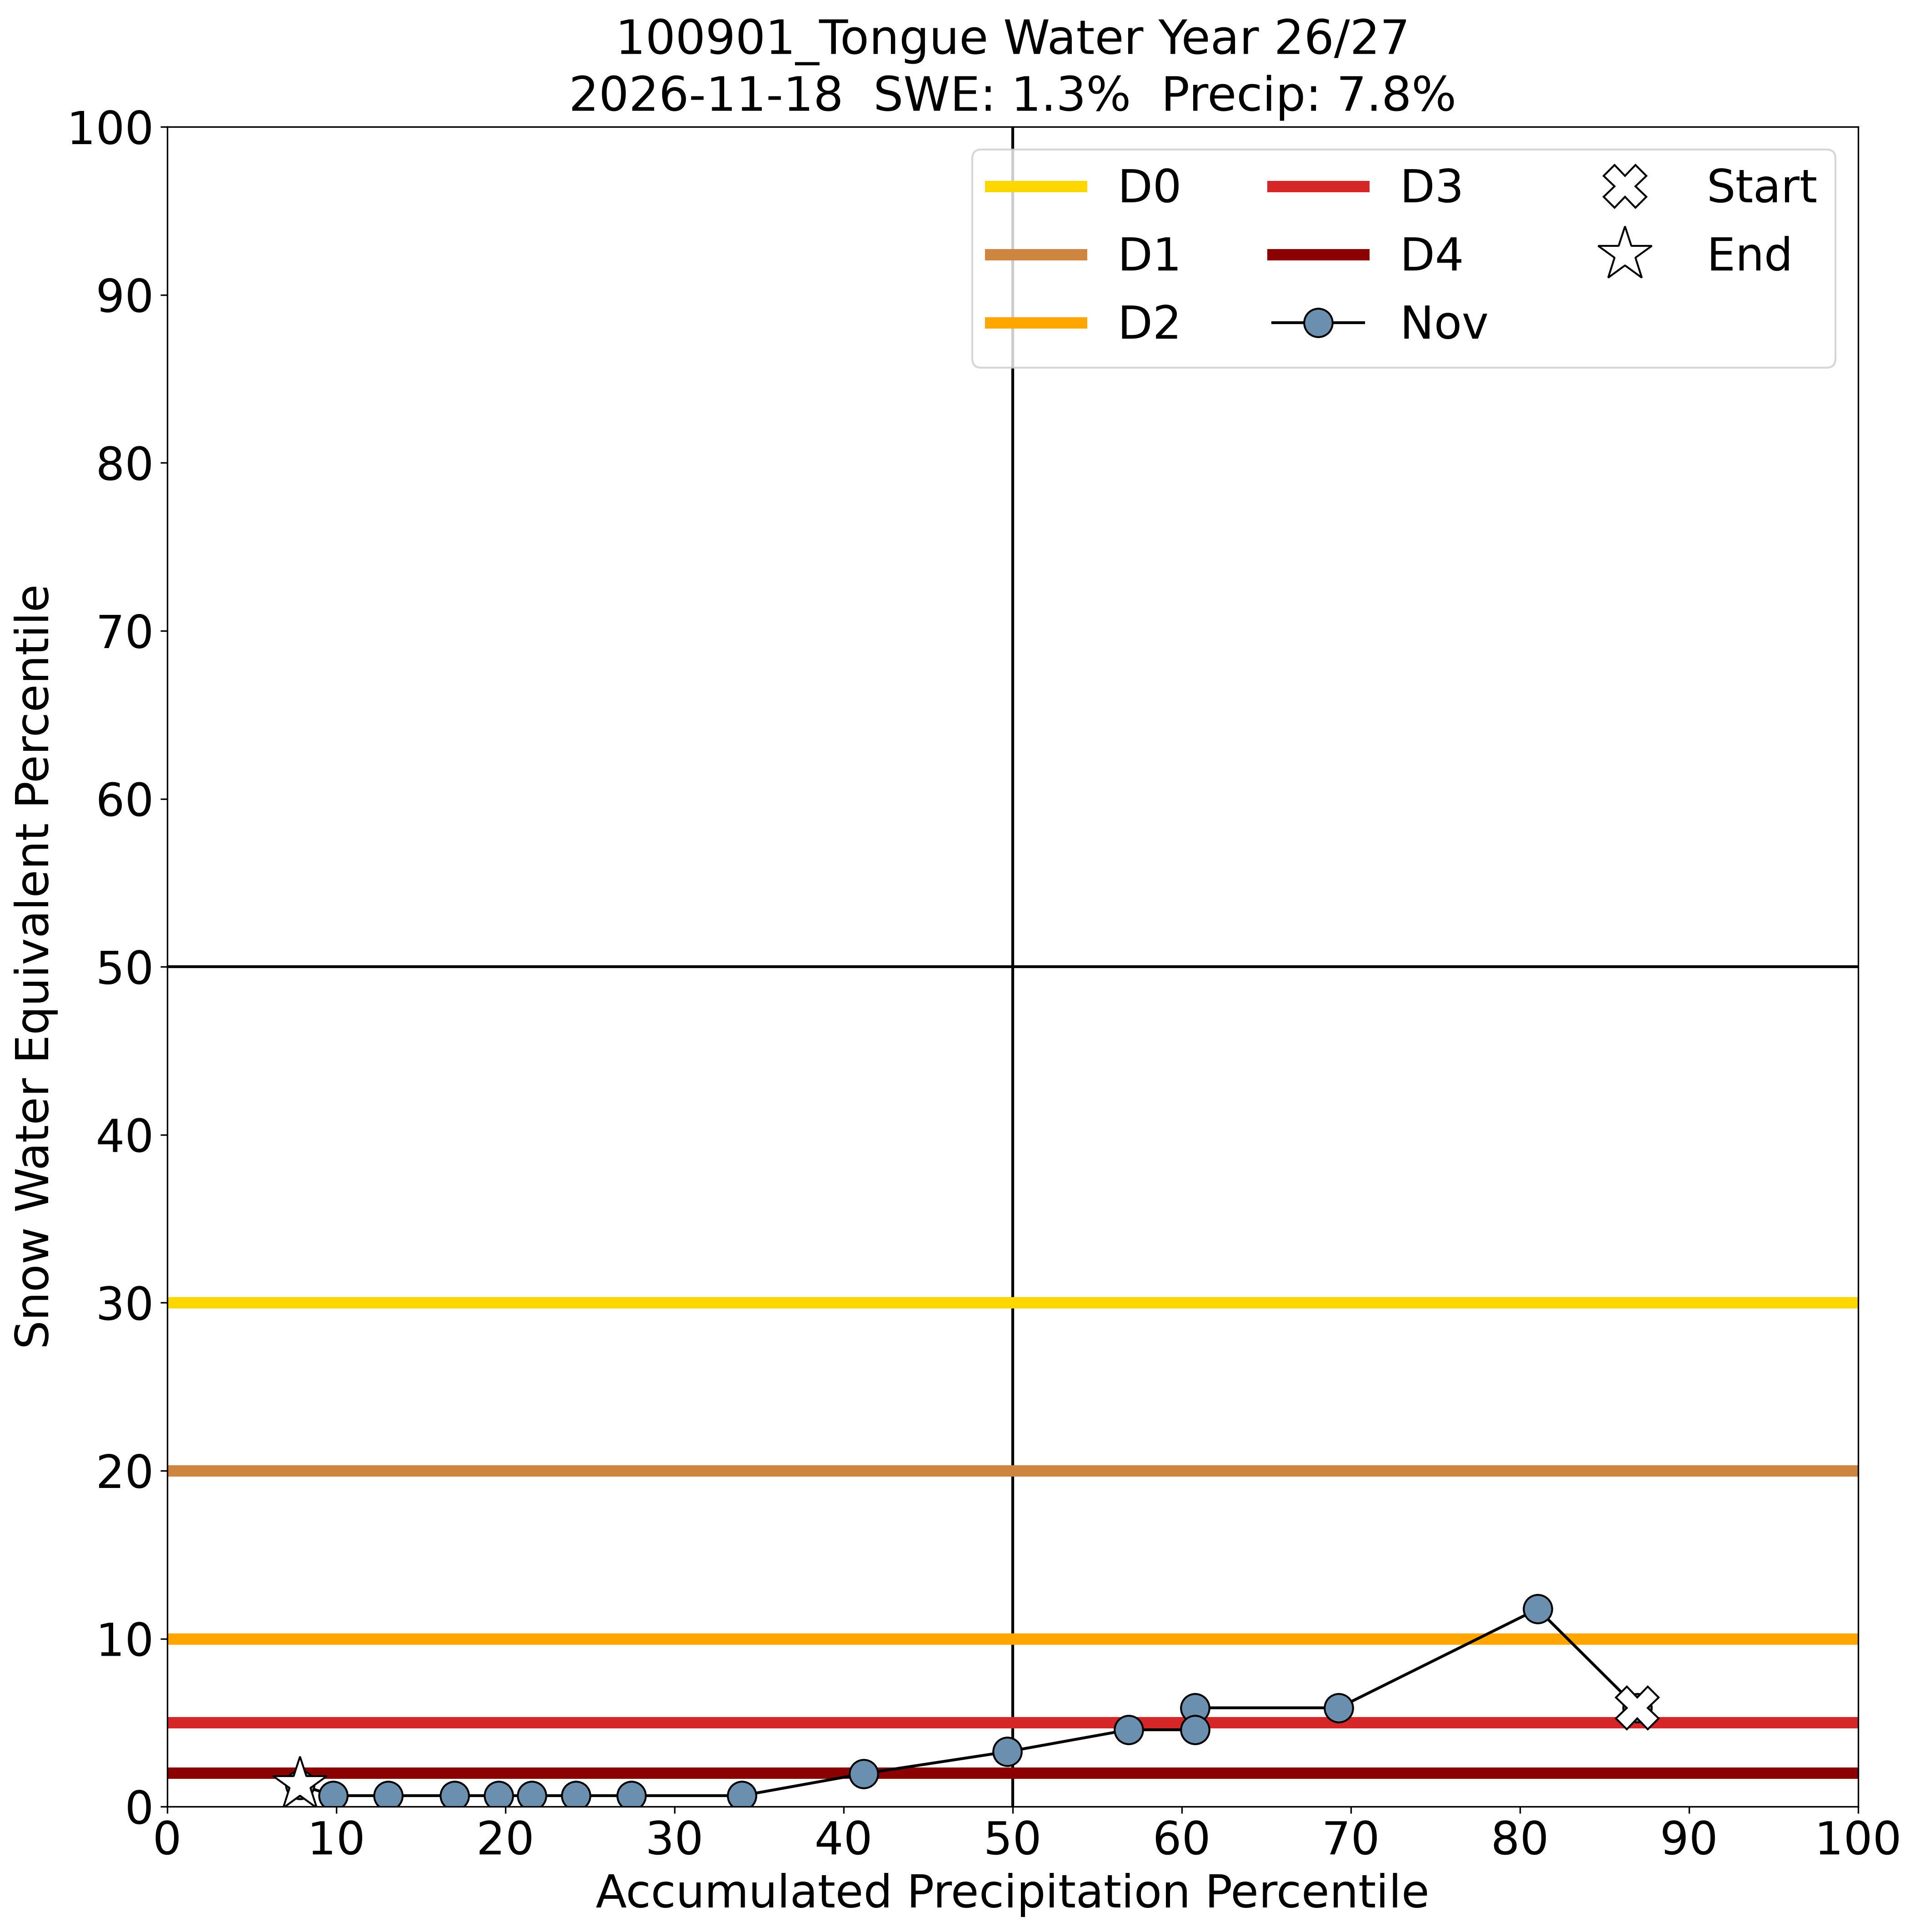 100901_Tongue Water Year 26/27
2026-11-18  SWE: 1.3%  Precip: 7.8%
D0
D1
D2
D3
D4
Nov
Start
End
Snow Water Equivalent Percentile
100
90
80
70
60
50
40
30
20
10
0
0 10 20 30 40 50 60 70 80 90 100
Accumulated Precipitation Percentile